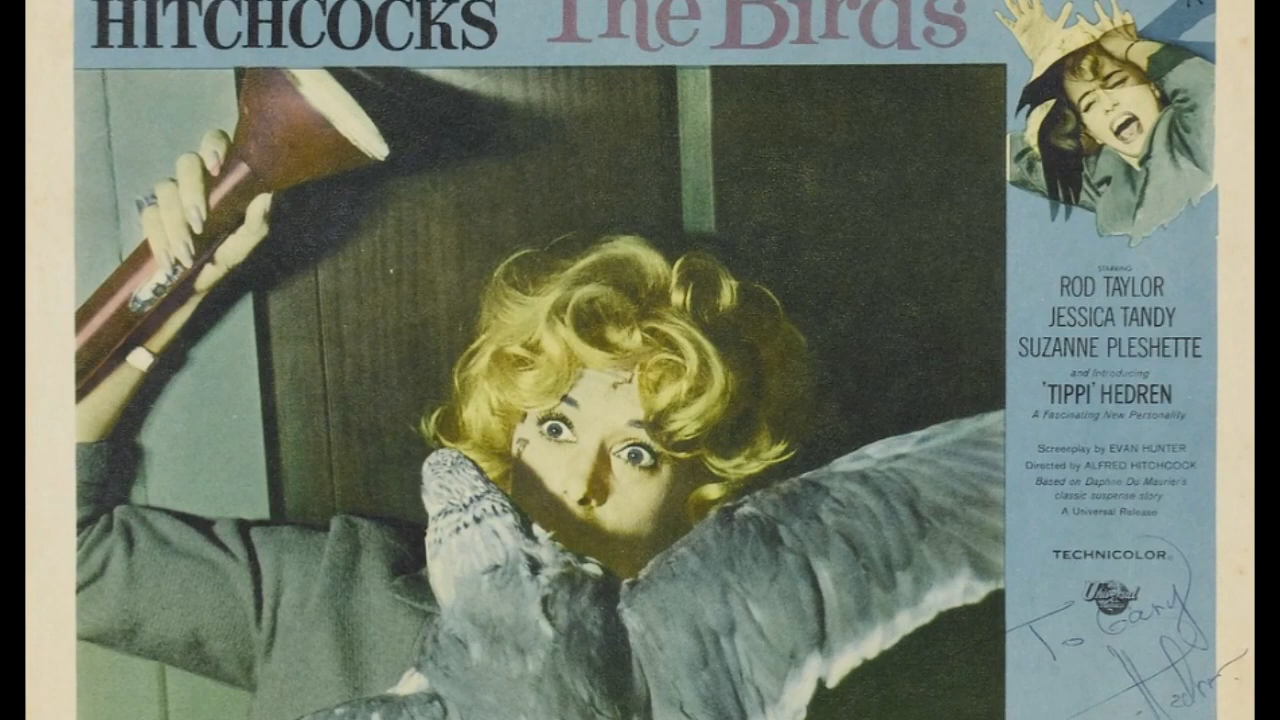 HITCHCOCKS The Birds
STARRING
ROD TAYLOR
JESSICA TANDY
SUZANNE PLESHETTE
and Introducing
'TIPPI' HEDREN
A Fascinating New Personality
Screenplay by EVAN HUNTER
Directed by ALFRED HITCHCOCK
Based on Daphne Du Maurier's
classic suspense story
A Universal Release
TECHNICOLOR®
Universal
To Gary
Hedren